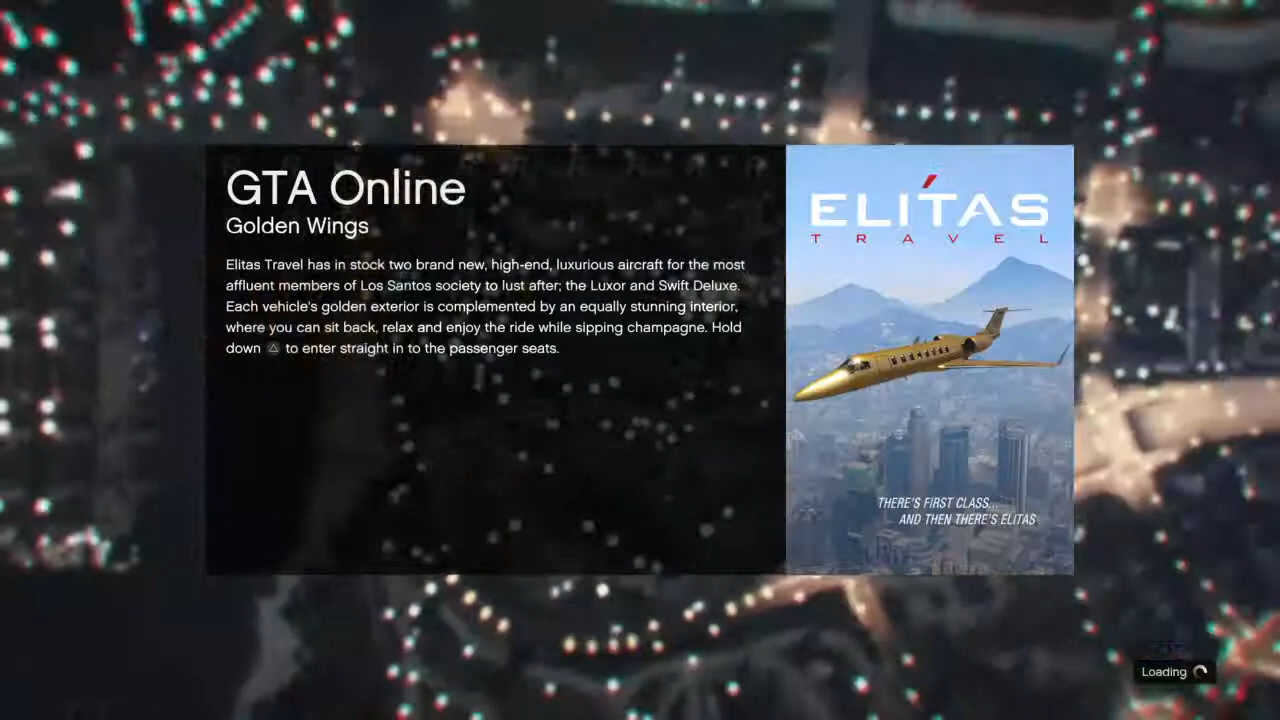 GTA Online
Golden Wings
Elitas Travel has in stock two brand new, high-end, luxurious aircraft for the most
affluent members of Los Santos society to lust after; the Luxor and Swift Deluxe.
Each vehicle's golden exterior is complemented by an equally stunning interior,
where you can sit back, relax and enjoy the ride while sipping champagne. Hold
down △ to enter straight in to the passenger seats.
ELÍTAS
TRAVEL
THERE'S FIRST CLASS...
AND THEN THERE'S ELITAS
Loading